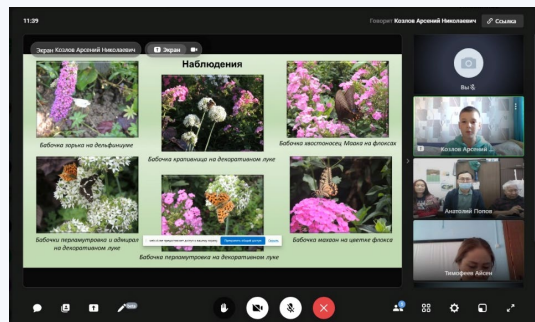 11:39
Говорит Козлов Арсений Николаевич
Ссылка
Экран Козлов Арсений Николаевич
Экран
Наблюдения
Бабочка зорька на дельфиниуме
Бабочка крапивница на декоративном луке
Бабочка хвостоносец Маака на флоксах
Бабочки перламутровка и адмирал
на декоративном луке
Бабочка перламутровка на декоративном луке
Бабочка махаон на цветке флокса
Вы
Козлов Арсений ...
Анатолий Попов
Тимофеев Айсен